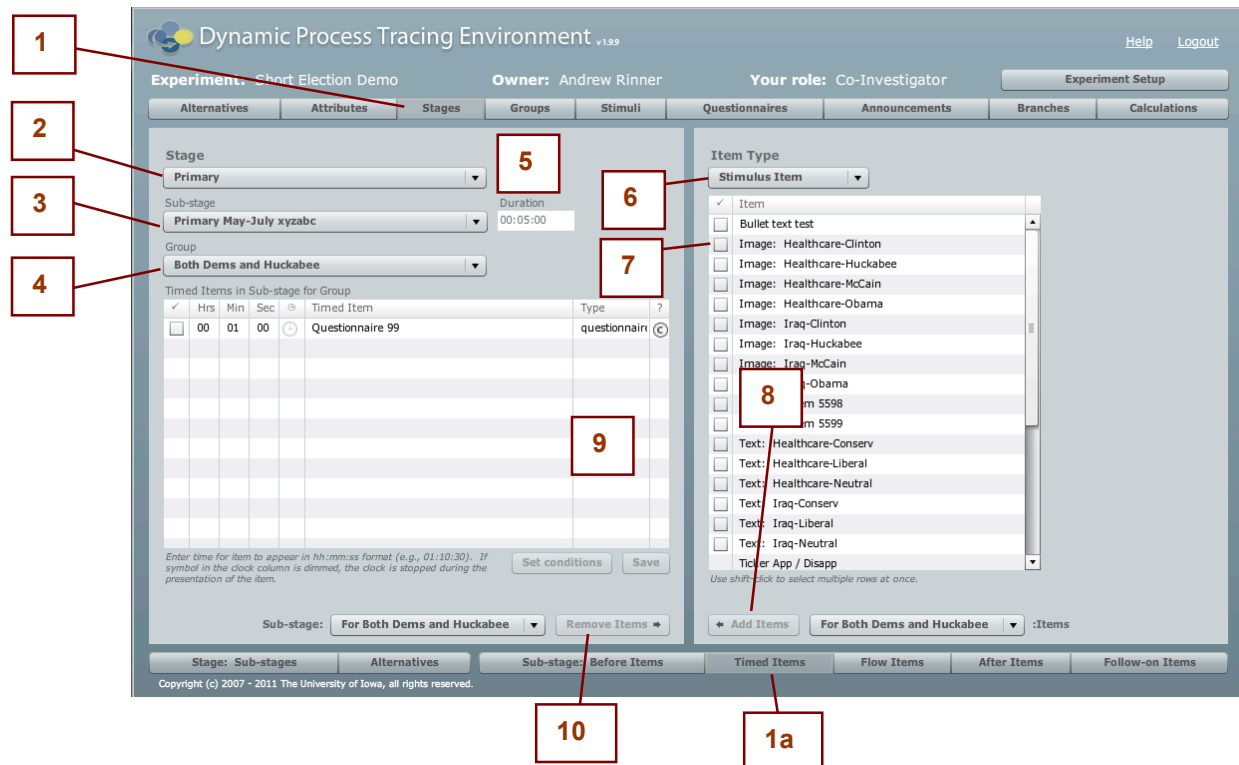 1
Dynamic Process Tracing Environment v1.9.9
Help Logout
Experiment: Short Election Demo Owner: Andrew Rinner Your role: Co-Investigator Experiment Setup
Alternatives Attributes Stages Groups Stimuli Questionnaires Announcements Branches Calculations
2
Stage
Primary
3
Sub-stage
Primary May-July xyzabc
5
Duration
00:05:00
4
Group
Both Dems and Huckabee
Timed Items in Sub-stage for Group
✓ Hrs Min Sec Timed Item Type ?
00 01 00 Questionnaire 99 questionnair ©
9
Enter time for item to appear in hh:mm:ss format (e.g., 01:10:30). If
symbol in the clock column is dimmed, the clock is stopped during the
presentation of the item.
Set conditions Save
Sub-stage: For Both Dems and Huckabee Remove Items
6
Item Type
Stimulus Item
7
✓ Item
Bullet text test
Image: Healthcare-Clinton
Image: Healthcare-Huckabee
Image: Healthcare-McCain
Image: Healthcare-Obama
Image: Iraq-Clinton
Image: Iraq-Huckabee
Image: Iraq-McCain
-Obama
8
5598
5599
Text: Healthcare-Conserv
Text: Healthcare-Liberal
Text: Healthcare-Neutral
Text: Iraq-Conserv
Text: Iraq-Liberal
Text: Iraq-Neutral
Ticker App / Disapp
Use shift-click to select multiple rows at once.
Add Items For Both Dems and Huckabee :Items
Stage: Sub-stages Alternatives Sub-stage: Before Items Timed Items Flow Items After Items Follow-on Items
Copyright (c) 2007 - 2011 The University of Iowa, all rights reserved.
10
1a